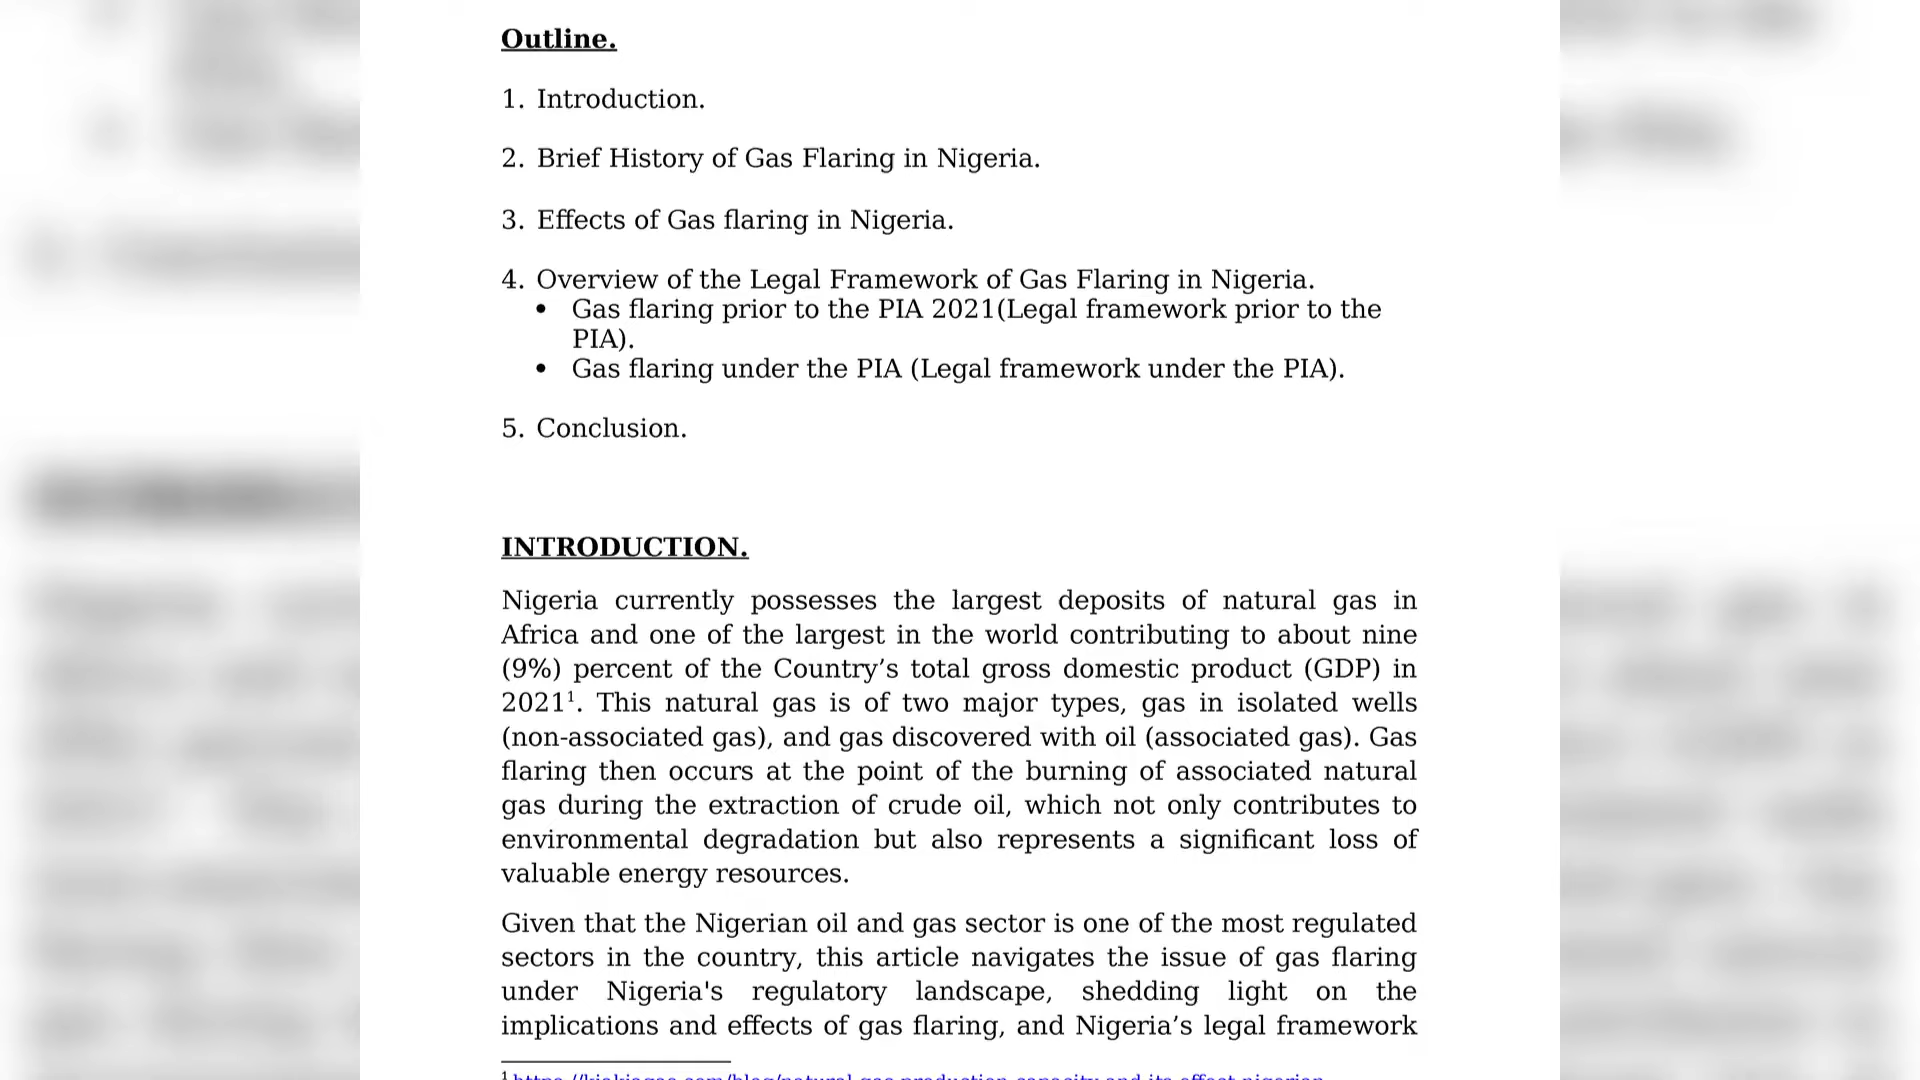 Outline.
1. Introduction.
2. Brief History of Gas Flaring in Nigeria.
3. Effects of Gas flaring in Nigeria.
4. Overview of the Legal Framework of Gas Flaring in Nigeria.
• Gas flaring prior to the PIA 2021(Legal framework prior to the
PIA).
• Gas flaring under the PIA (Legal framework under the PIA).
5. Conclusion.
INTRODUCTION.
Nigeria currently possesses the largest deposits of natural gas in
Africa and one of the largest in the world contributing to about nine
(9%) percent of the Country’s total gross domestic product (GDP) in
2021¹. This natural gas is of two major types, gas in isolated wells
(non-associated gas), and gas discovered with oil (associated gas). Gas
flaring then occurs at the point of the burning of associated natural
gas during the extraction of crude oil, which not only contributes to
environmental degradation but also represents a significant loss of
valuable energy resources.
Given that the Nigerian oil and gas sector is one of the most regulated
sectors in the country, this article navigates the issue of gas flaring
under Nigeria's regulatory landscape, shedding light on the
implications and effects of gas flaring, and Nigeria’s legal framework